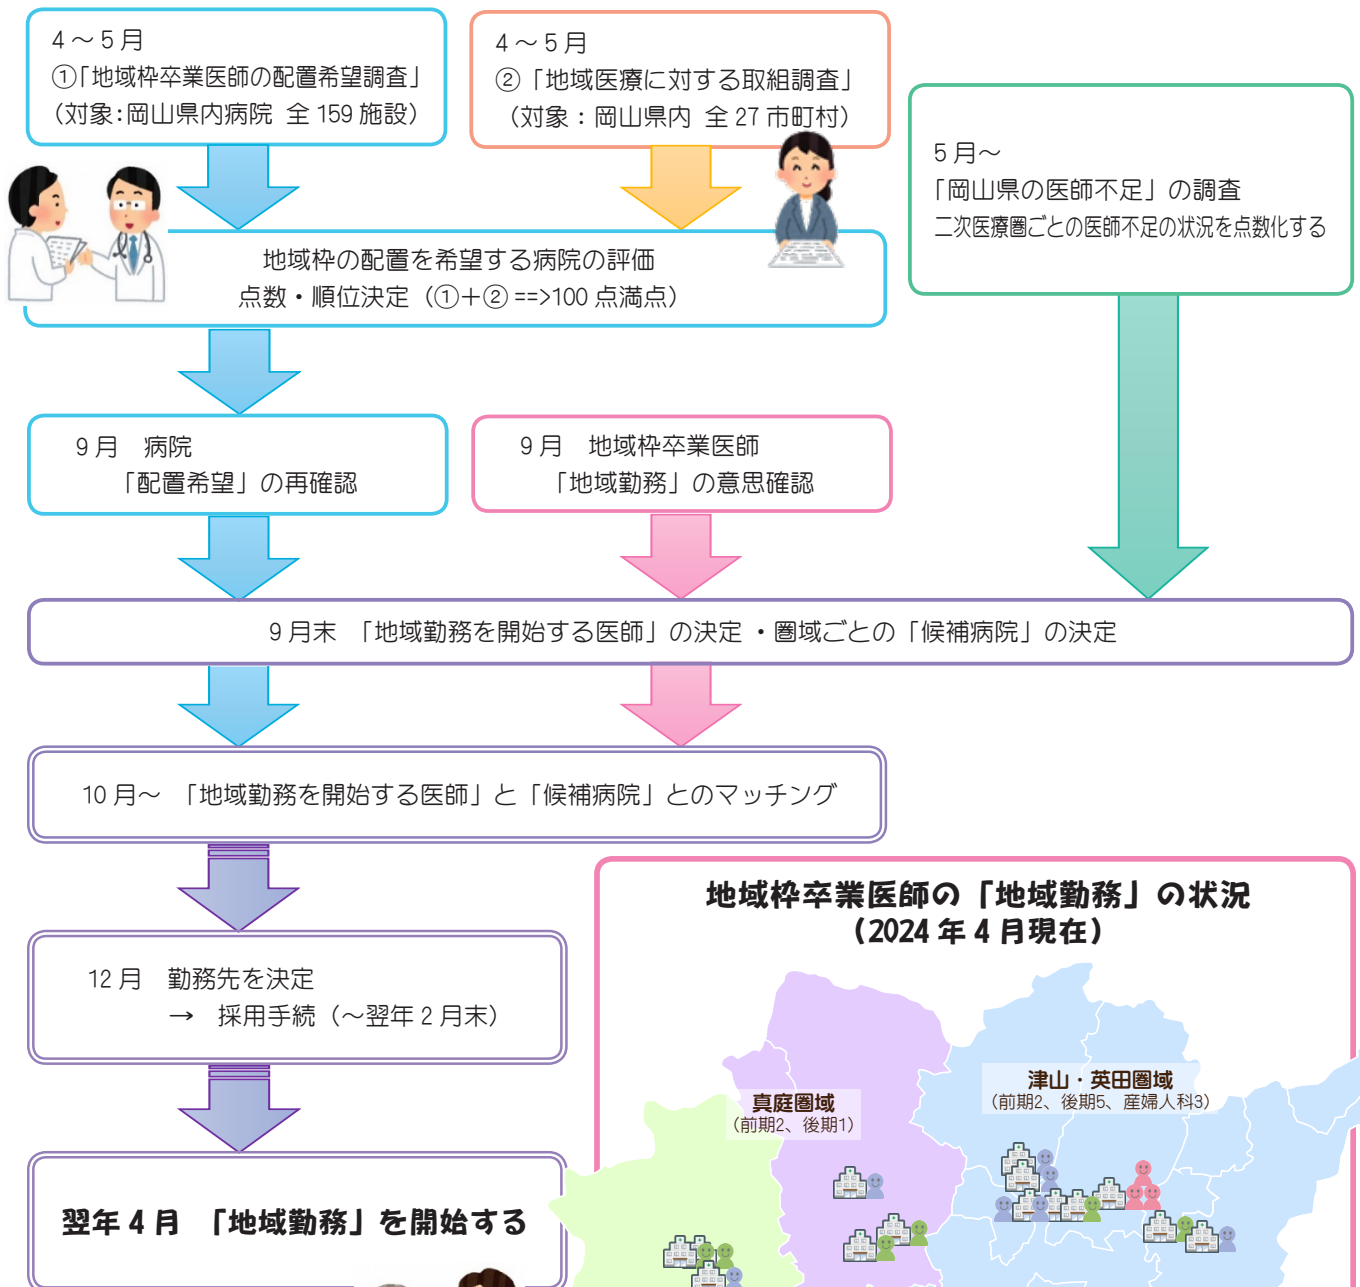 4～5月
①「地域枠卒業医師の配置希望調査」
（対象：岡山県内病院 全159施設）
4～5月
②「地域医療に対する取組調査」
（対象：岡山県内 全27市町村）
5月～
「岡山県の医師不足」の調査
二次医療圏ごとの医師不足の状況を点数化する
地域枠の配置を希望する病院の評価
点数・順位決定（①＋②==>100点満点）
9月 病院
「配置希望」の再確認
9月 地域枠卒業医師
「地域勤務」の意思確認
9月末 「地域勤務を開始する医師」の決定・圏域ごとの「候補病院」の決定
10月～ 「地域勤務を開始する医師」と「候補病院」とのマッチング
12月 勤務先を決定
→ 採用手続（～翌年2月末）
翌年4月 「地域勤務」を開始する
地域枠卒業医師の「地域勤務」の状況
（2024年4月現在）
真庭圏域
（前期2、後期1）
津山・英田圏域
（前期2、後期5、産婦人科3）